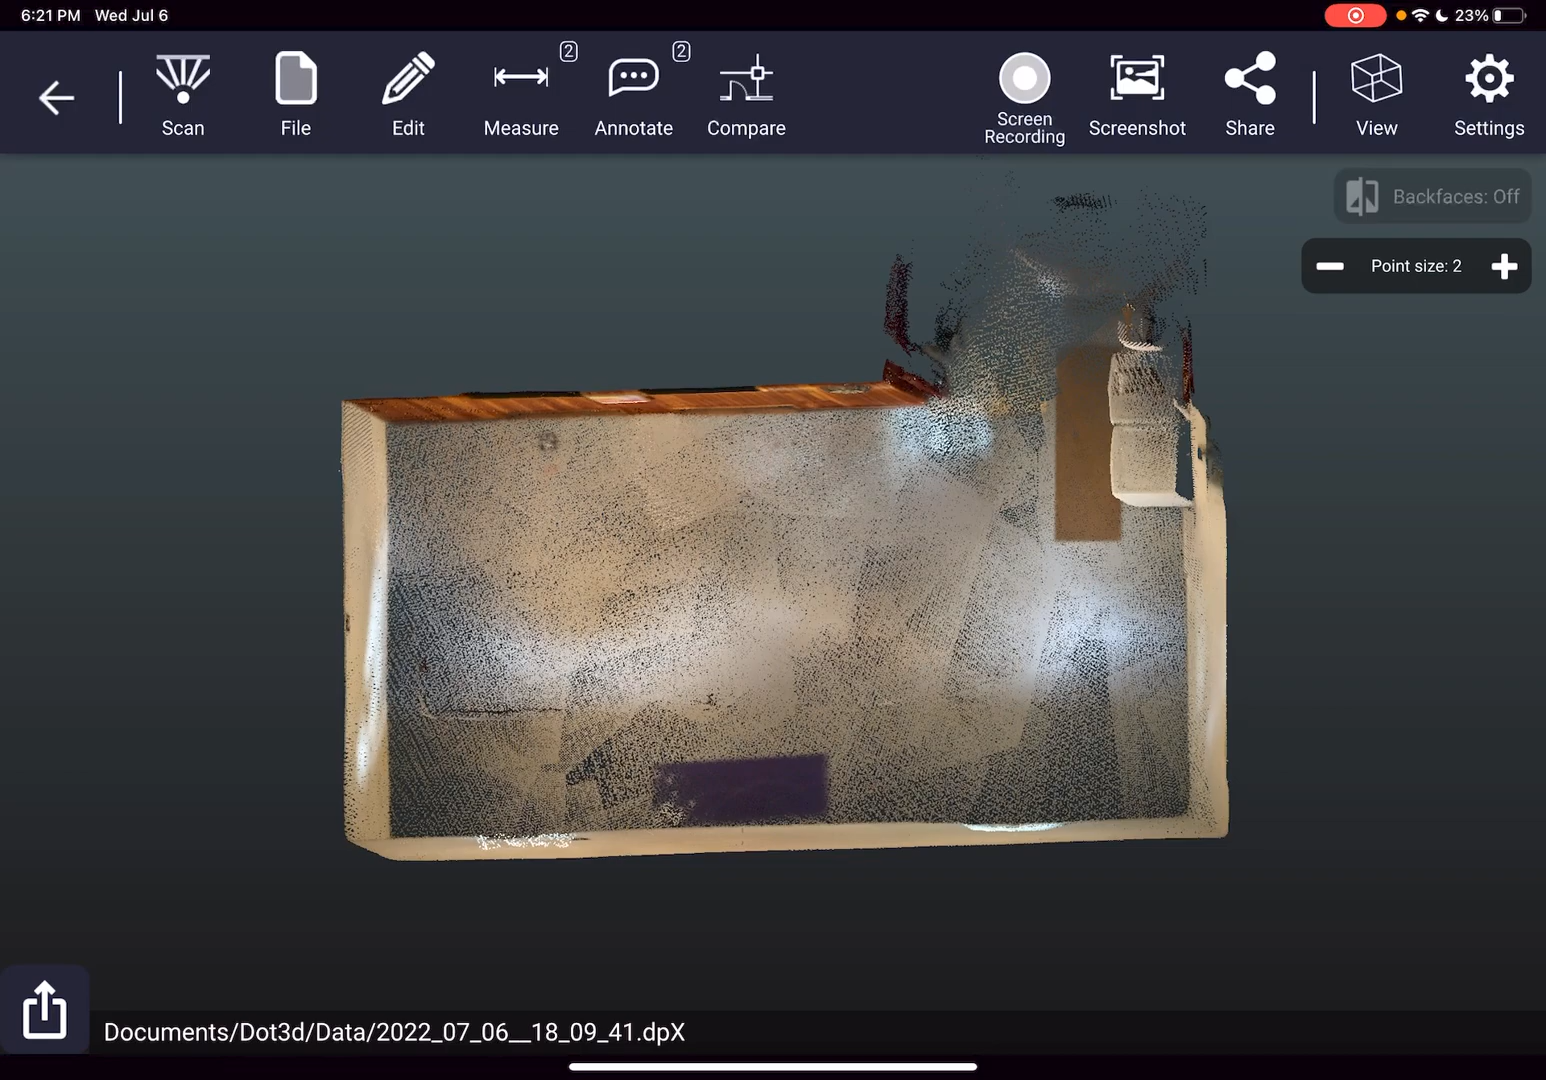 6:21 PM Wed Jul 6
23%
2
2
Scan
File
Edit
Measure
Annotate
Compare
Screen
Recording
Screenshot
Share
View
Settings
Backfaces: Off
Point size: 2
Documents/Dot3d/Data/2022_07_06__18_09_41.dpX